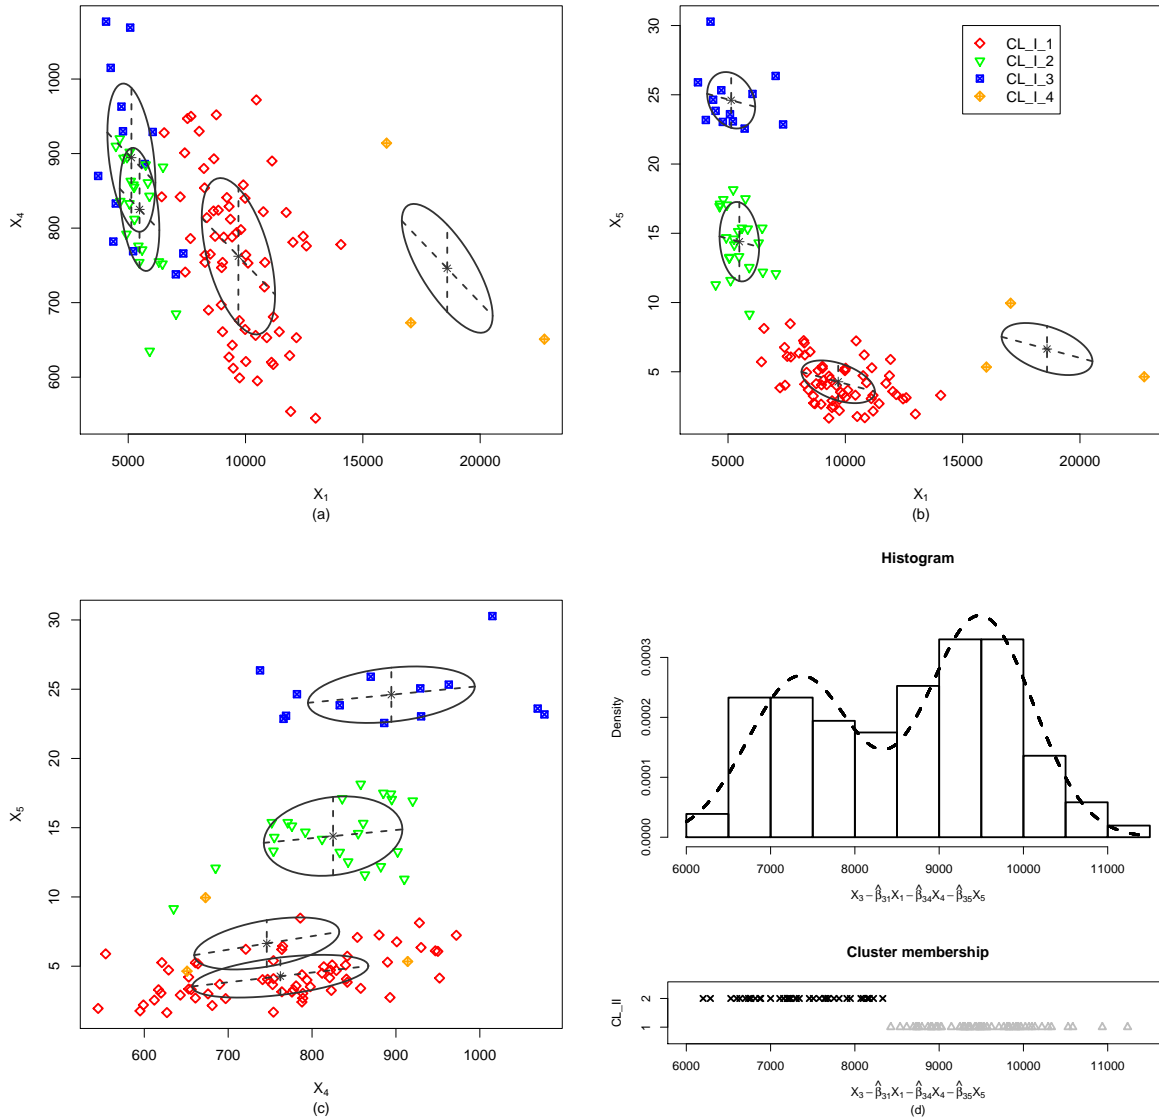 1000
900
800
700
600
X4
5000
10000
15000
20000
X1
(a)
30
25
20
15
10
5
X5
CL_I_1
CL_I_2
CL_I_3
CL_I_4
5000
10000
15000
20000
X1
(b)
30
25
20
15
10
5
X5
600
700
800
900
1000
X4
(c)
Histogram
0.0003
0.0002
0.0001
0.0000
Density
6000
7000
8000
9000
10000
11000
X3 − β̂31X1 − β̂34X4 − β̂35X5
Cluster membership
2
1
CL_II
6000
7000
8000
9000
10000
11000
X3 − β̂31X1 − β̂34X4 − β̂35X5
(d)